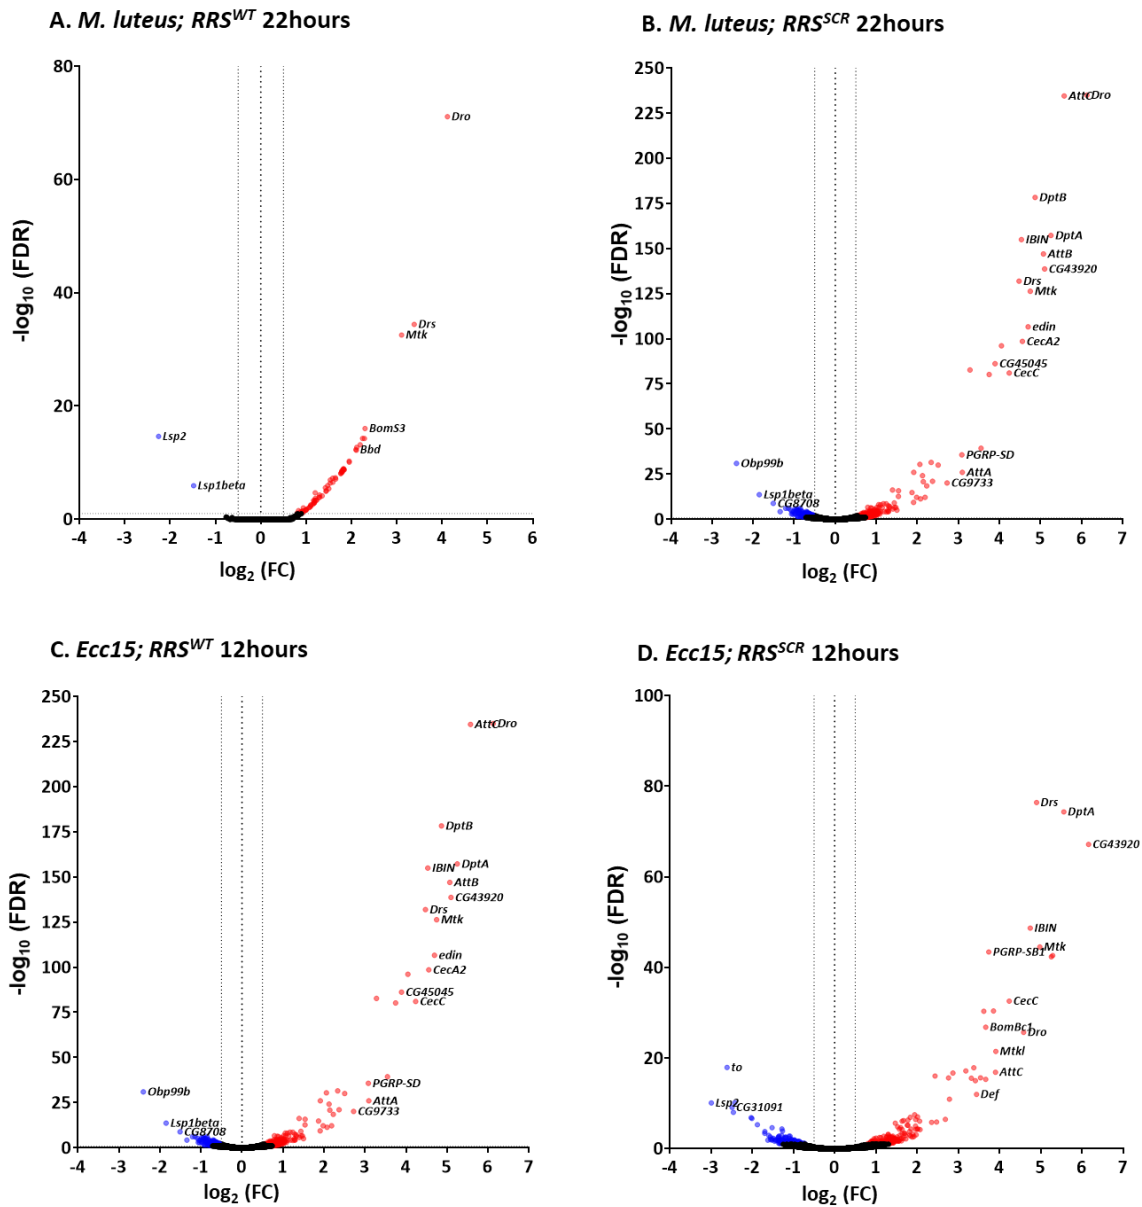 A. M. luteus; RRS^WT 22hours
80
60
40
20
0
-4 -3 -2 -1 0 1 2 3 4 5 6
-log10 (FDR)
log2 (FC)
Dro
Drs
Mtk
BomS3
Bbd
Lsp2
Lsp1beta
B. M. luteus; RRS^SCR 22hours
250
225
200
175
150
125
100
75
50
25
0
-4 -3 -2 -1 0 1 2 3 4 5 6 7
-log10 (FDR)
log2 (FC)
AttC Dro
DptB
DptA
IBIN
AttB
CG43920
Drs
Mtk
edin
CecA2
CG45045
CecC
PGRP-SD
AttA
CG9733
Obp99b
Lsp1beta
CG8708
C. Ecc15; RRS^WT 12hours
250
225
200
175
150
125
100
75
50
25
0
-4 -3 -2 -1 0 1 2 3 4 5 6 7
-log10 (FDR)
log2 (FC)
AttC Dro
DptB
DptA
IBIN
AttB
CG43920
Drs
Mtk
edin
CecA2
CG45045
CecC
PGRP-SD
AttA
CG9733
Obp99b
Lsp1beta
CG8708
D. Ecc15; RRS^SCR 12hours
100
80
60
40
20
0
-4 -3 -2 -1 0 1 2 3 4 5 6 7
-log10 (FDR)
log2 (FC)
Drs
DptA
CG43920
IBIN
Mtk
PGRP-SB1
CecC
BomBc1
Dro
Mtkl
AttC
Def
to
Lsp2
CG31091